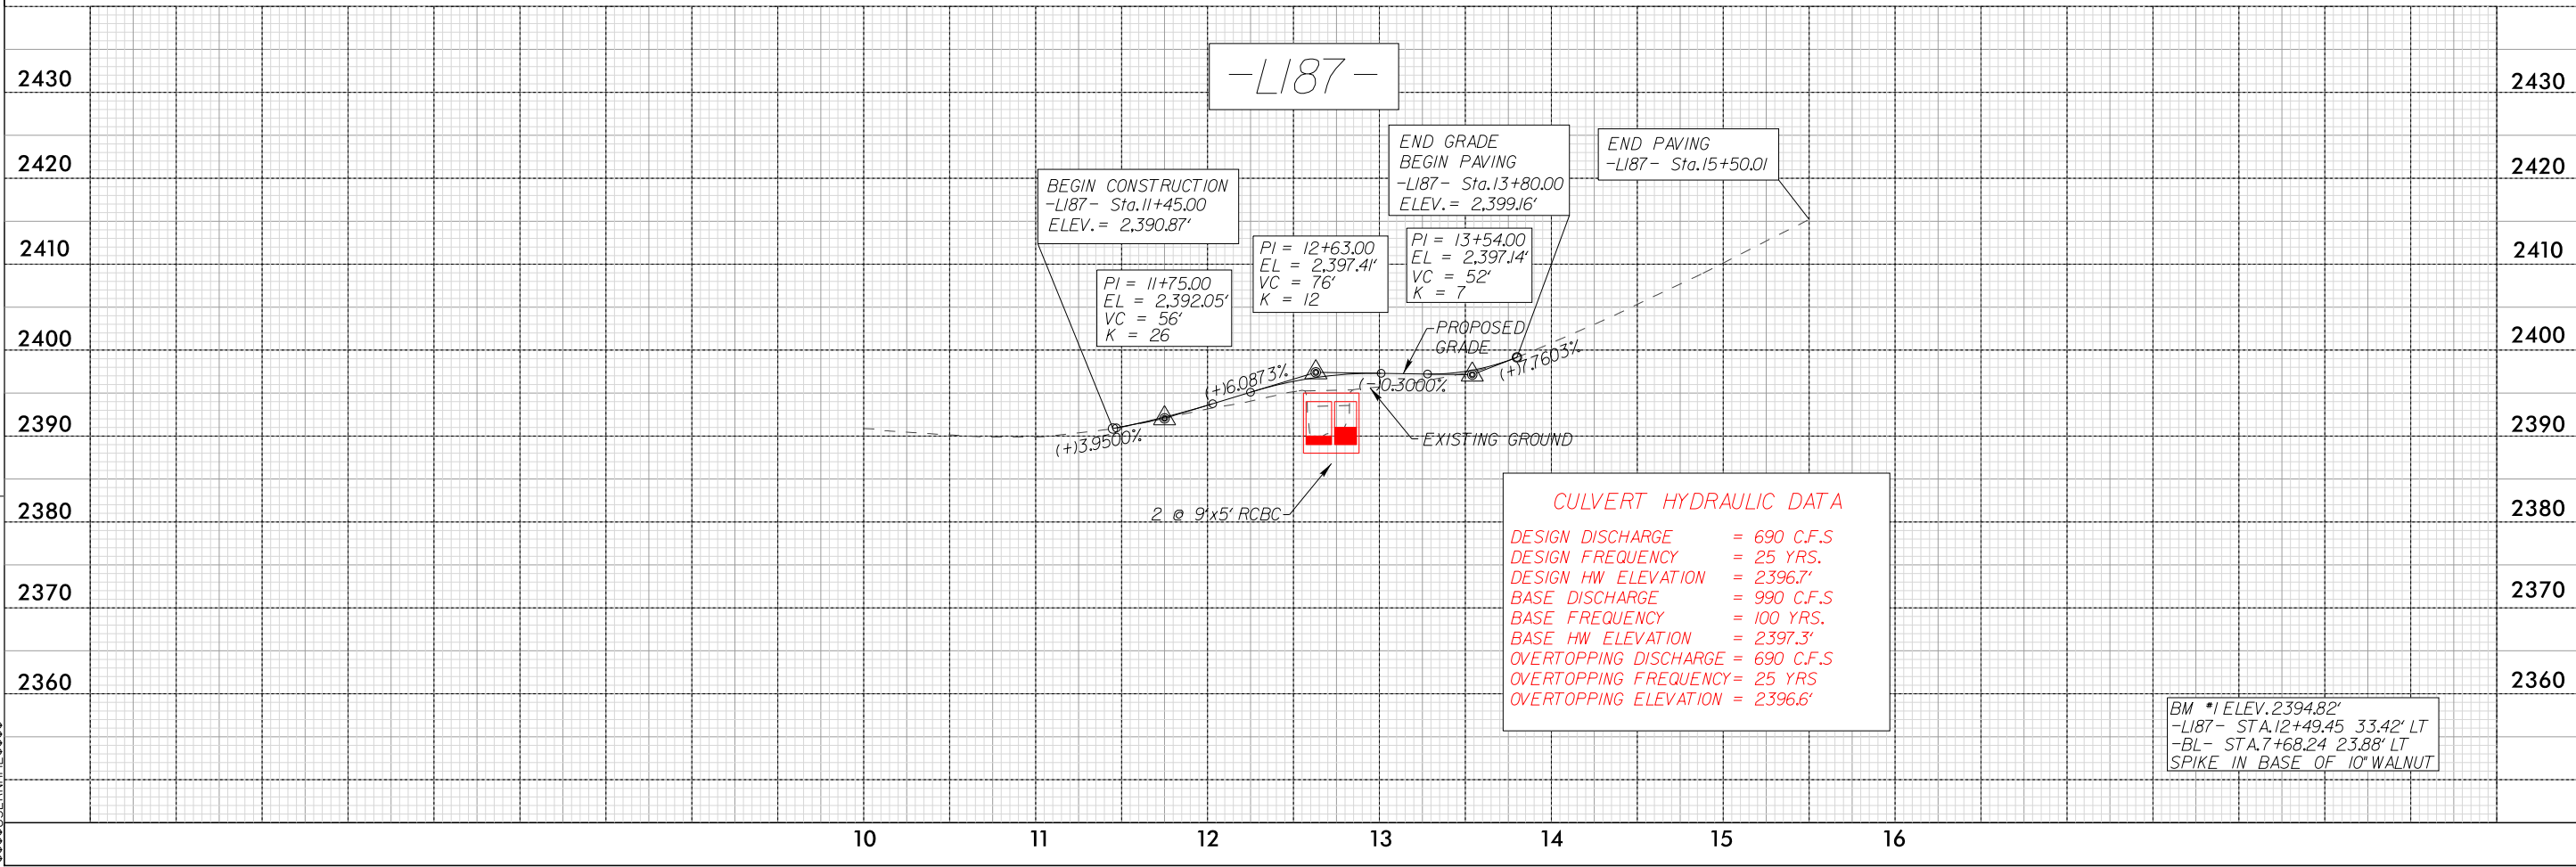 -L187-
2430
2430
2420
2420
2410
2410
2400
2400
2390
2390
2380
2380
2370
2370
2360
2360
BEGIN CONSTRUCTION
-L187- Sta.11+45.00
ELEV.= 2,390.87'
END GRADE
BEGIN PAVING
-L187- Sta.13+80.00
ELEV.= 2,399.16'
END PAVING
-L187- Sta.15+50.01
PI = 11+75.00
EL = 2,392.05'
VC = 56'
K = 26
PI = 12+63.00
EL = 2,397.41'
VC = 76'
K = 12
PI = 13+54.00
EL = 2,397.14'
VC = 52'
K = 7
PROPOSED
GRADE
(+)3.9500%
(+)6.0873%
(-)0.3000%
(+)7.7603%
EXISTING GROUND
2 @ 9'x5' RCBC
CULVERT HYDRAULIC DATA
DESIGN DISCHARGE = 690 C.F.S
DESIGN FREQUENCY = 25 YRS.
DESIGN HW ELEVATION = 2396.7'
BASE DISCHARGE = 990 C.F.S
BASE FREQUENCY = 100 YRS.
BASE HW ELEVATION = 2397.3'
OVERTOPPING DISCHARGE = 690 C.F.S
OVERTOPPING FREQUENCY= 25 YRS
OVERTOPPING ELEVATION = 2396.6'
BM #1 ELEV.2394.82'
-L187- STA.12+49.45 33.42' LT
-BL- STA.7+68.24 23.88' LT
SPIKE IN BASE OF 10" WALNUT
10 11 12 13 14 15 16